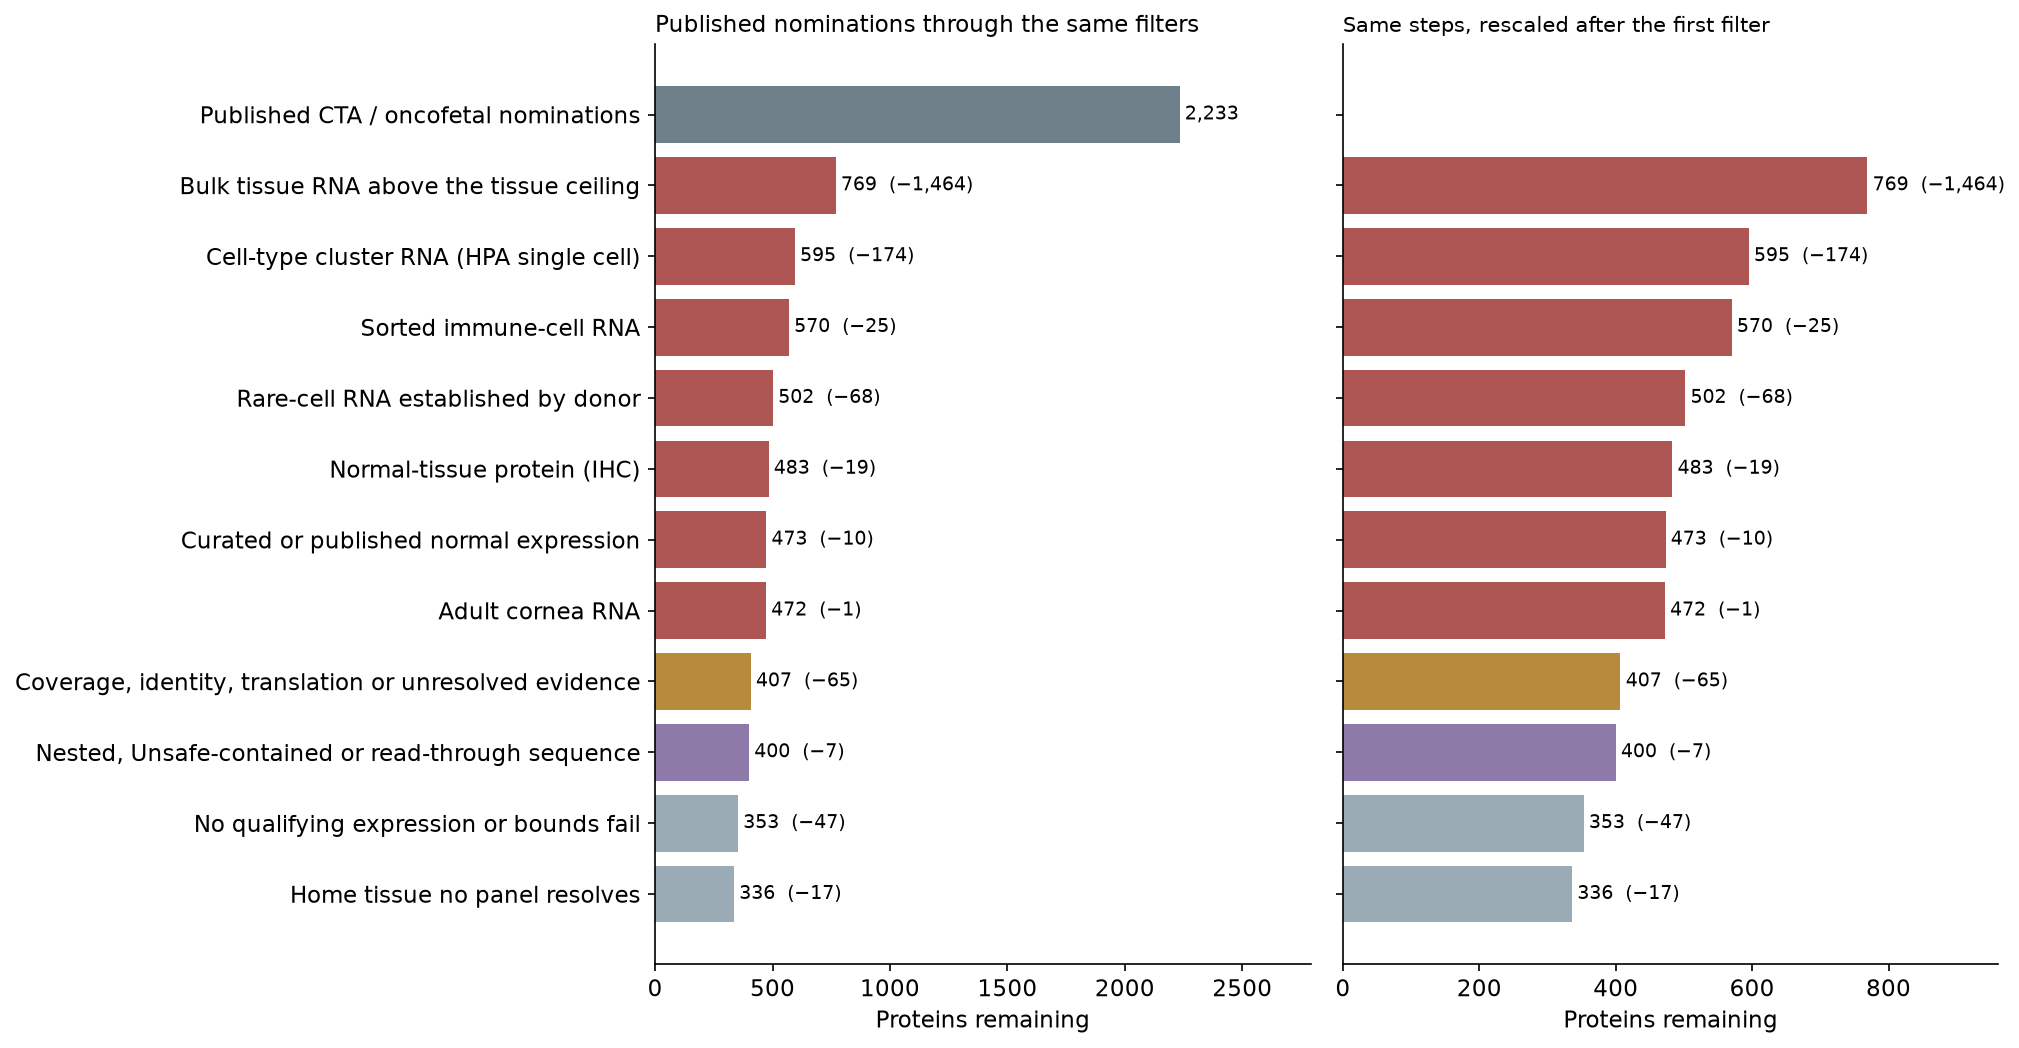 Published nominations through the same filters
Published CTA / oncofetal nominations
2,233
Bulk tissue RNA above the tissue ceiling
769 (−1,464)
Cell-type cluster RNA (HPA single cell)
595 (−174)
Sorted immune-cell RNA
570 (−25)
Rare-cell RNA established by donor
502 (−68)
Normal-tissue protein (IHC)
483 (−19)
Curated or published normal expression
473 (−10)
Adult cornea RNA
472 (−1)
Coverage, identity, translation or unresolved evidence
407 (−65)
Nested, Unsafe-contained or read-through sequence
400 (−7)
No qualifying expression or bounds fail
353 (−47)
Home tissue no panel resolves
336 (−17)
0 500 1000 1500 2000 2500
Proteins remaining
Same steps, rescaled after the first filter
769 (−1,464)
595 (−174)
570 (−25)
502 (−68)
483 (−19)
473 (−10)
472 (−1)
407 (−65)
400 (−7)
353 (−47)
336 (−17)
0 200 400 600 800
Proteins remaining